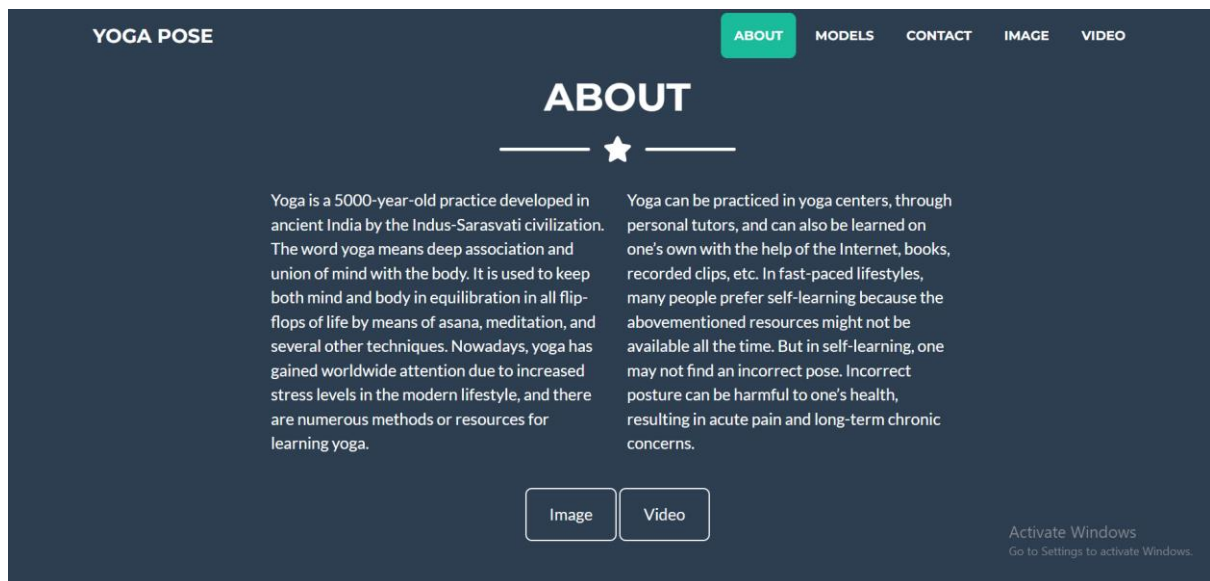 YOGA POSE
ABOUT
MODELS
CONTACT
IMAGE
VIDEO
ABOUT
Yoga is a 5000-year-old practice developed in
ancient India by the Indus-Sarasvati civilization.
The word yoga means deep association and
union of mind with the body. It is used to keep
both mind and body in equilibration in all flip-
flops of life by means of asana, meditation, and
several other techniques. Nowadays, yoga has
gained worldwide attention due to increased
stress levels in the modern lifestyle, and there
are numerous methods or resources for
learning yoga.
Yoga can be practiced in yoga centers, through
personal tutors, and can also be learned on
one’s own with the help of the Internet, books,
recorded clips, etc. In fast-paced lifestyles,
many people prefer self-learning because the
abovementioned resources might not be
available all the time. But in self-learning, one
may not find an incorrect pose. Incorrect
posture can be harmful to one’s health,
resulting in acute pain and long-term chronic
concerns.
Image
Video
Activate Windows
Go to Settings to activate Windows.